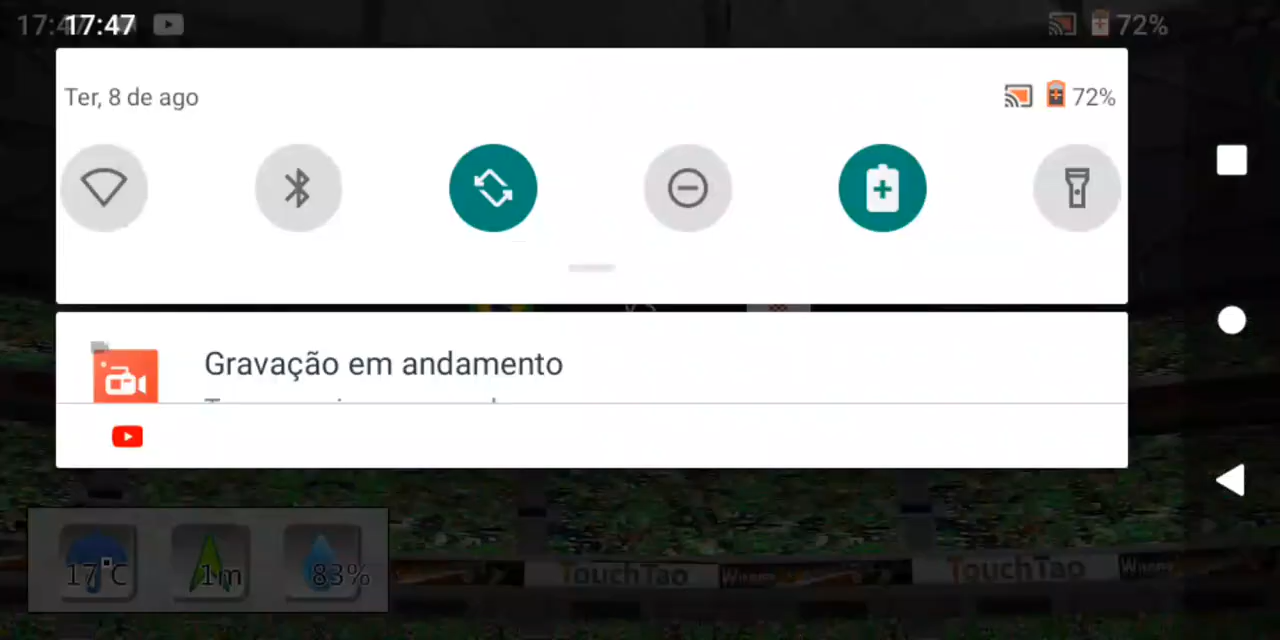 17:47
72%
Ter, 8 de ago
72%
Gravação em andamento
17°C
1m
83%
TouchTao
TouchTao